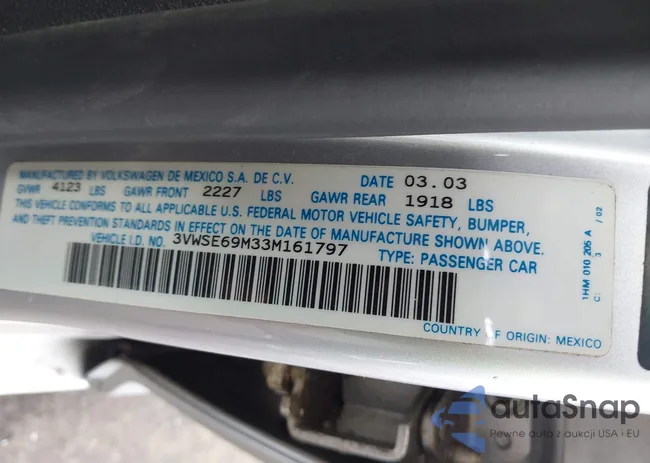 MANUFACTURED BY VOLKSWAGEN DE MEXICO S.A. DE C.V. DATE 03.03
GVWR 4123 LBS GAWR FRONT 2227 LBS GAWR REAR 1918 LBS
THIS VEHICLE CONFORMS TO ALL APPLICABLE U.S. FEDERAL MOTOR VEHICLE SAFETY, BUMPER,
AND THEFT PREVENTION STANDARDS IN EFFECT ON THE DATE OF MANUFACTURE SHOWN ABOVE.
VEHICLE I.D. NO. 3VWSE69M33M161797 TYPE: PASSENGER CAR
COUNTRY OF ORIGIN: MEXICO
1HM 010 205 A / 02
C: 3
autaSnap
Pewne auto z aukcji USA i EU